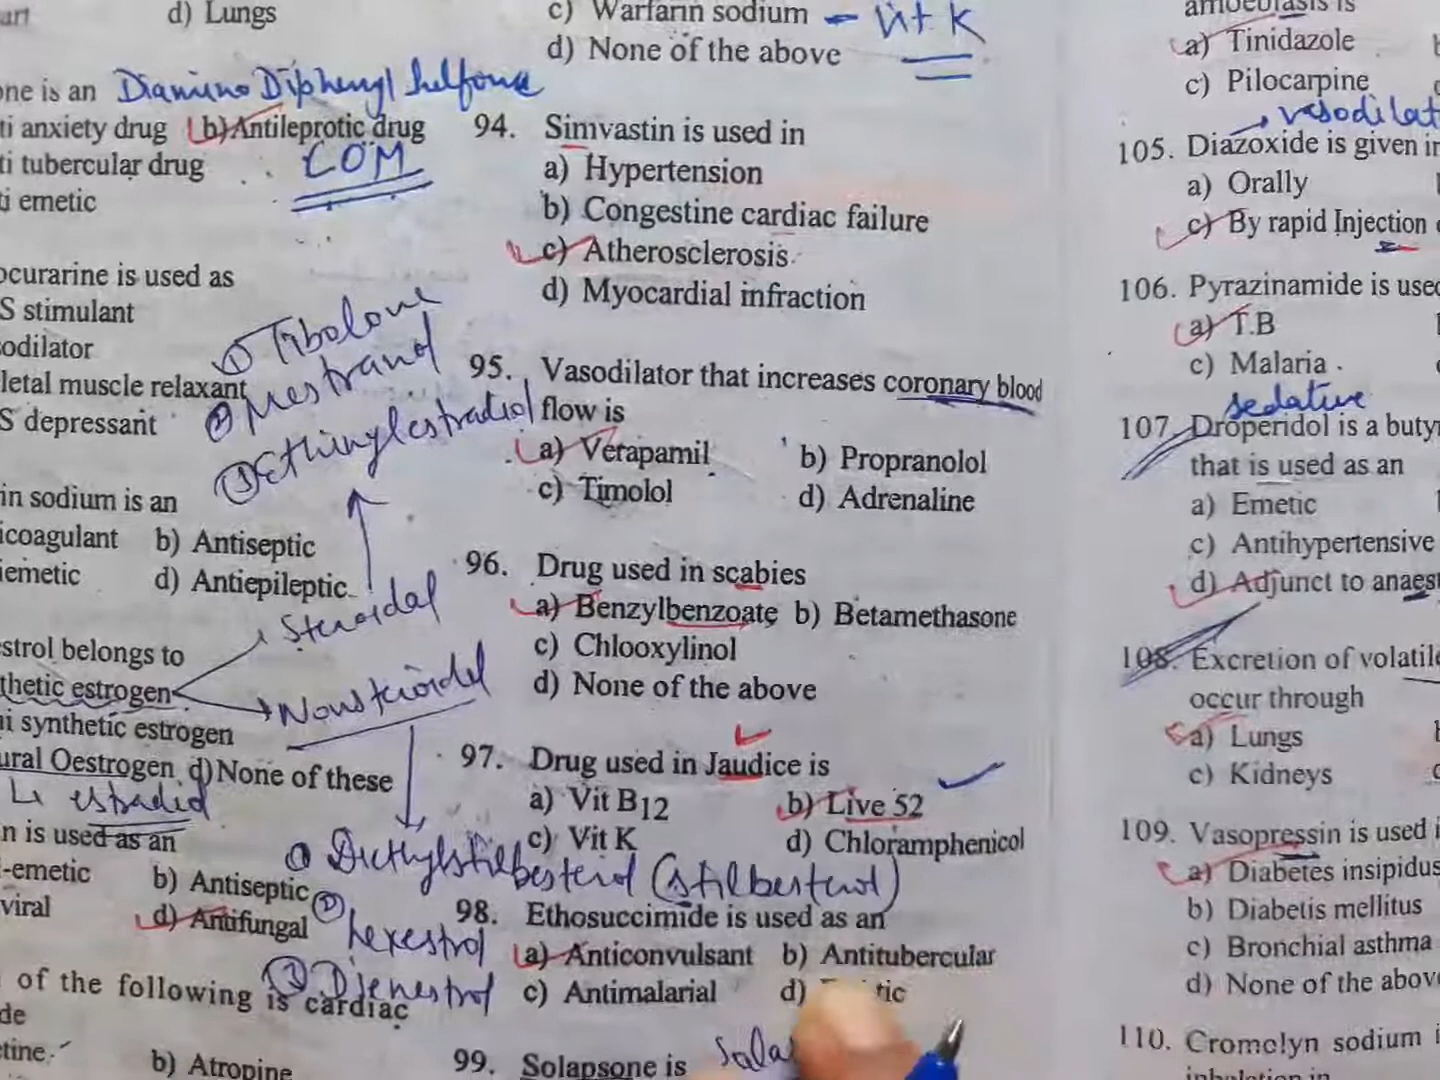 art
d) Lungs
one is an Diamino Diphenyl
ti anxiety drug b) Antileprotic drug
ti tubercular drug COM
ti emetic
ocurarine is used as
S stimulant
sodilator
letal muscle relaxant
S depressant
① Tibolone
② Mestranol
③ Ethinylestradiol
in sodium is an
icoagulant b) Antiseptic
iemetic d) Antiepileptic
strol belongs to
thetic estrogen
Steroidal
Nonsteroidal
ni synthetic estrogen
ural Oestrogen d) None of these
estradiol
n is used as an
-emetic b) Antiseptic
viral d) Antifungal
① Diethylstilbesterol (stilbesterol)
② hexestrol
③ Dienestrol
of the following is cardiac
de
etine b) Atropine
c) Warfarin sodium - Vit K
d) None of the above
94. Simvastin is used in
a) Hypertension
b) Congestine cardiac failure
c) Atherosclerosis
d) Myocardial infraction
95. Vasodilator that increases coronary blood
flow is
a) Verapamil b) Propranolol
c) Timolol d) Adrenaline
96. Drug used in scabies
a) Benzylbenzoate b) Betamethasone
c) Chlooxylinol
d) None of the above
97. Drug used in Jaudice is
a) Vit B12 b) Live 52
c) Vit K d) Chloramphenicol
98. Ethosuccimide is used as an
a) Anticonvulsant b) Antitubercular
c) Antimalarial d) tic
99. Solapsone is
amoebiasis is
a) Tinidazole
c) Pilocarpine
vasodilat
105. Diazoxide is given in
a) Orally
c) By rapid Injection
106. Pyrazinamide is used
a) T.B
c) Malaria
sedative
107. Droperidol is a buty
that is used as an
a) Emetic
c) Antihypertensive
d) Adjunct to anaest
108. Excretion of volatile
occur through
a) Lungs
c) Kidneys
109. Vasopressin is used i
a) Diabetes insipidus
b) Diabetis mellitus
c) Bronchial asthma
d) None of the above
110. Cromolyn sodium i
inhalation in